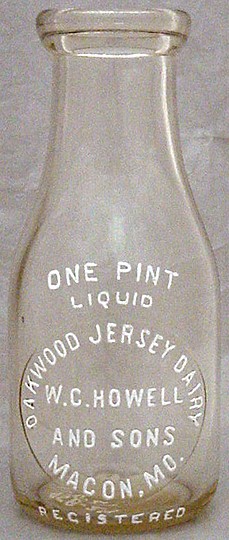 ONE PINT
LIQUID
OAKWOOD JERSEY DAIRY
W.C.HOWELL
AND SONS
MACON, MO.
REGISTERED